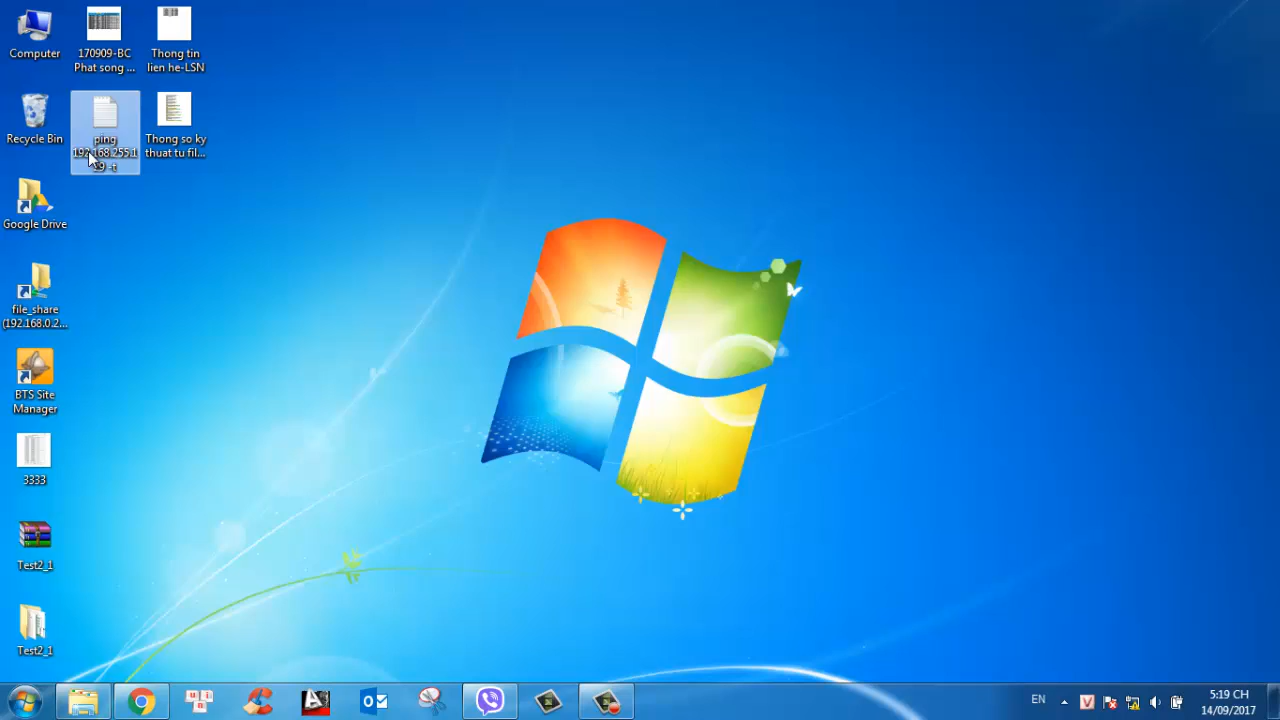 Computer
170909-BC
Phat song ...
Thong tin
lien he-LSN
Recycle Bin
ping
192.168.255.1
29 -t
Thong so ky
thuat tu fil...
Google Drive
file_share
(192.168.0.2...
BTS Site
Manager
3333
Test2_1
Test2_1
EN
5:19 CH
14/09/2017